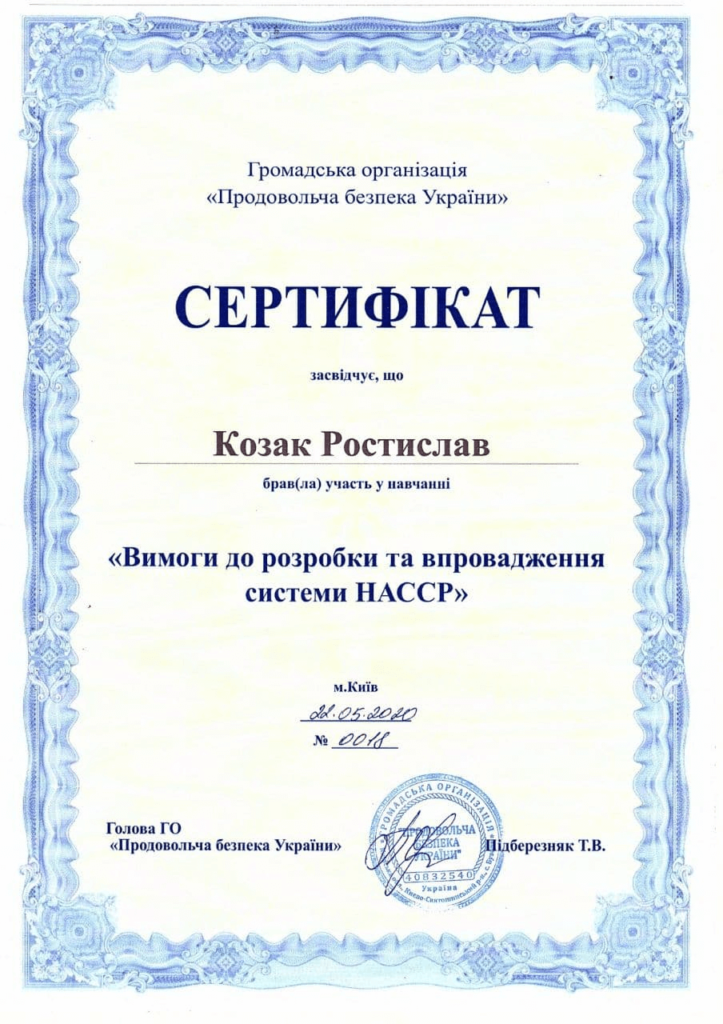 Громадська організація
«Продовольча безпека України»
СЕРТИФІКАТ
засвідчує, що
Козак Ростислав
брав(ла) участь у навчанні
«Вимоги до розробки та впровадження
системи НАССР»
м.Київ
22.05.2020
№ 0018
Голова ГО
«Продовольча безпека України»
Підберезняк Т.В.
ГРОМАДСЬКА ОРГАНІЗАЦІЯ
"ПРОДОВОЛЬЧА
БЕЗПЕКА
УКРАЇНИ"
40832540
Україна
Києво-Святошинський р-н, с.